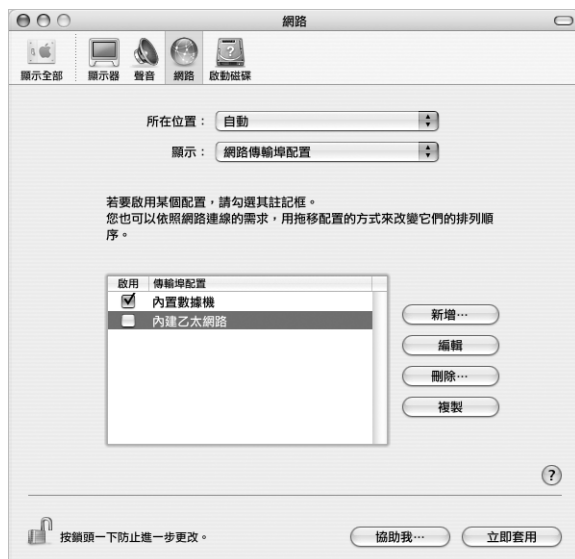 網路
顯示全部 顯示器 聲音 網路 啟動磁碟
所在位置： 自動
顯示： 網路傳輸埠配置
若要啟用某個配置，請勾選其註記框。
您也可以依照網路連線的需求，用拖移配置的方式來改變它們的排列順
序。
啟用 傳輸埠配置
內置數據機
內建乙太網路
新增…
編輯
刪除…
複製
?
按鎖頭一下防止進一步更改。
協助我… 立即套用